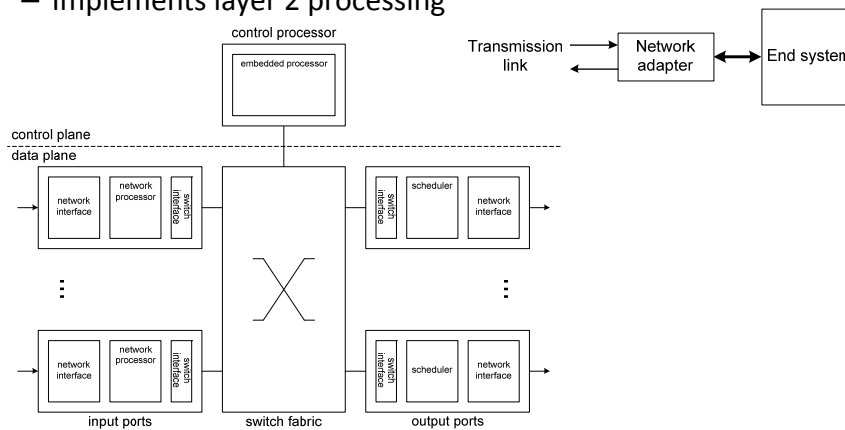 – Implements layer 2 processing
control processor
embedded processor
Transmission
link
Network
adapter
End system
control plane
data plane
network
interface
network
processor
switch
interface
switch
interface
scheduler
network
interface
network
interface
network
processor
switch
interface
switch
interface
scheduler
network
interface
input ports
switch fabric
output ports